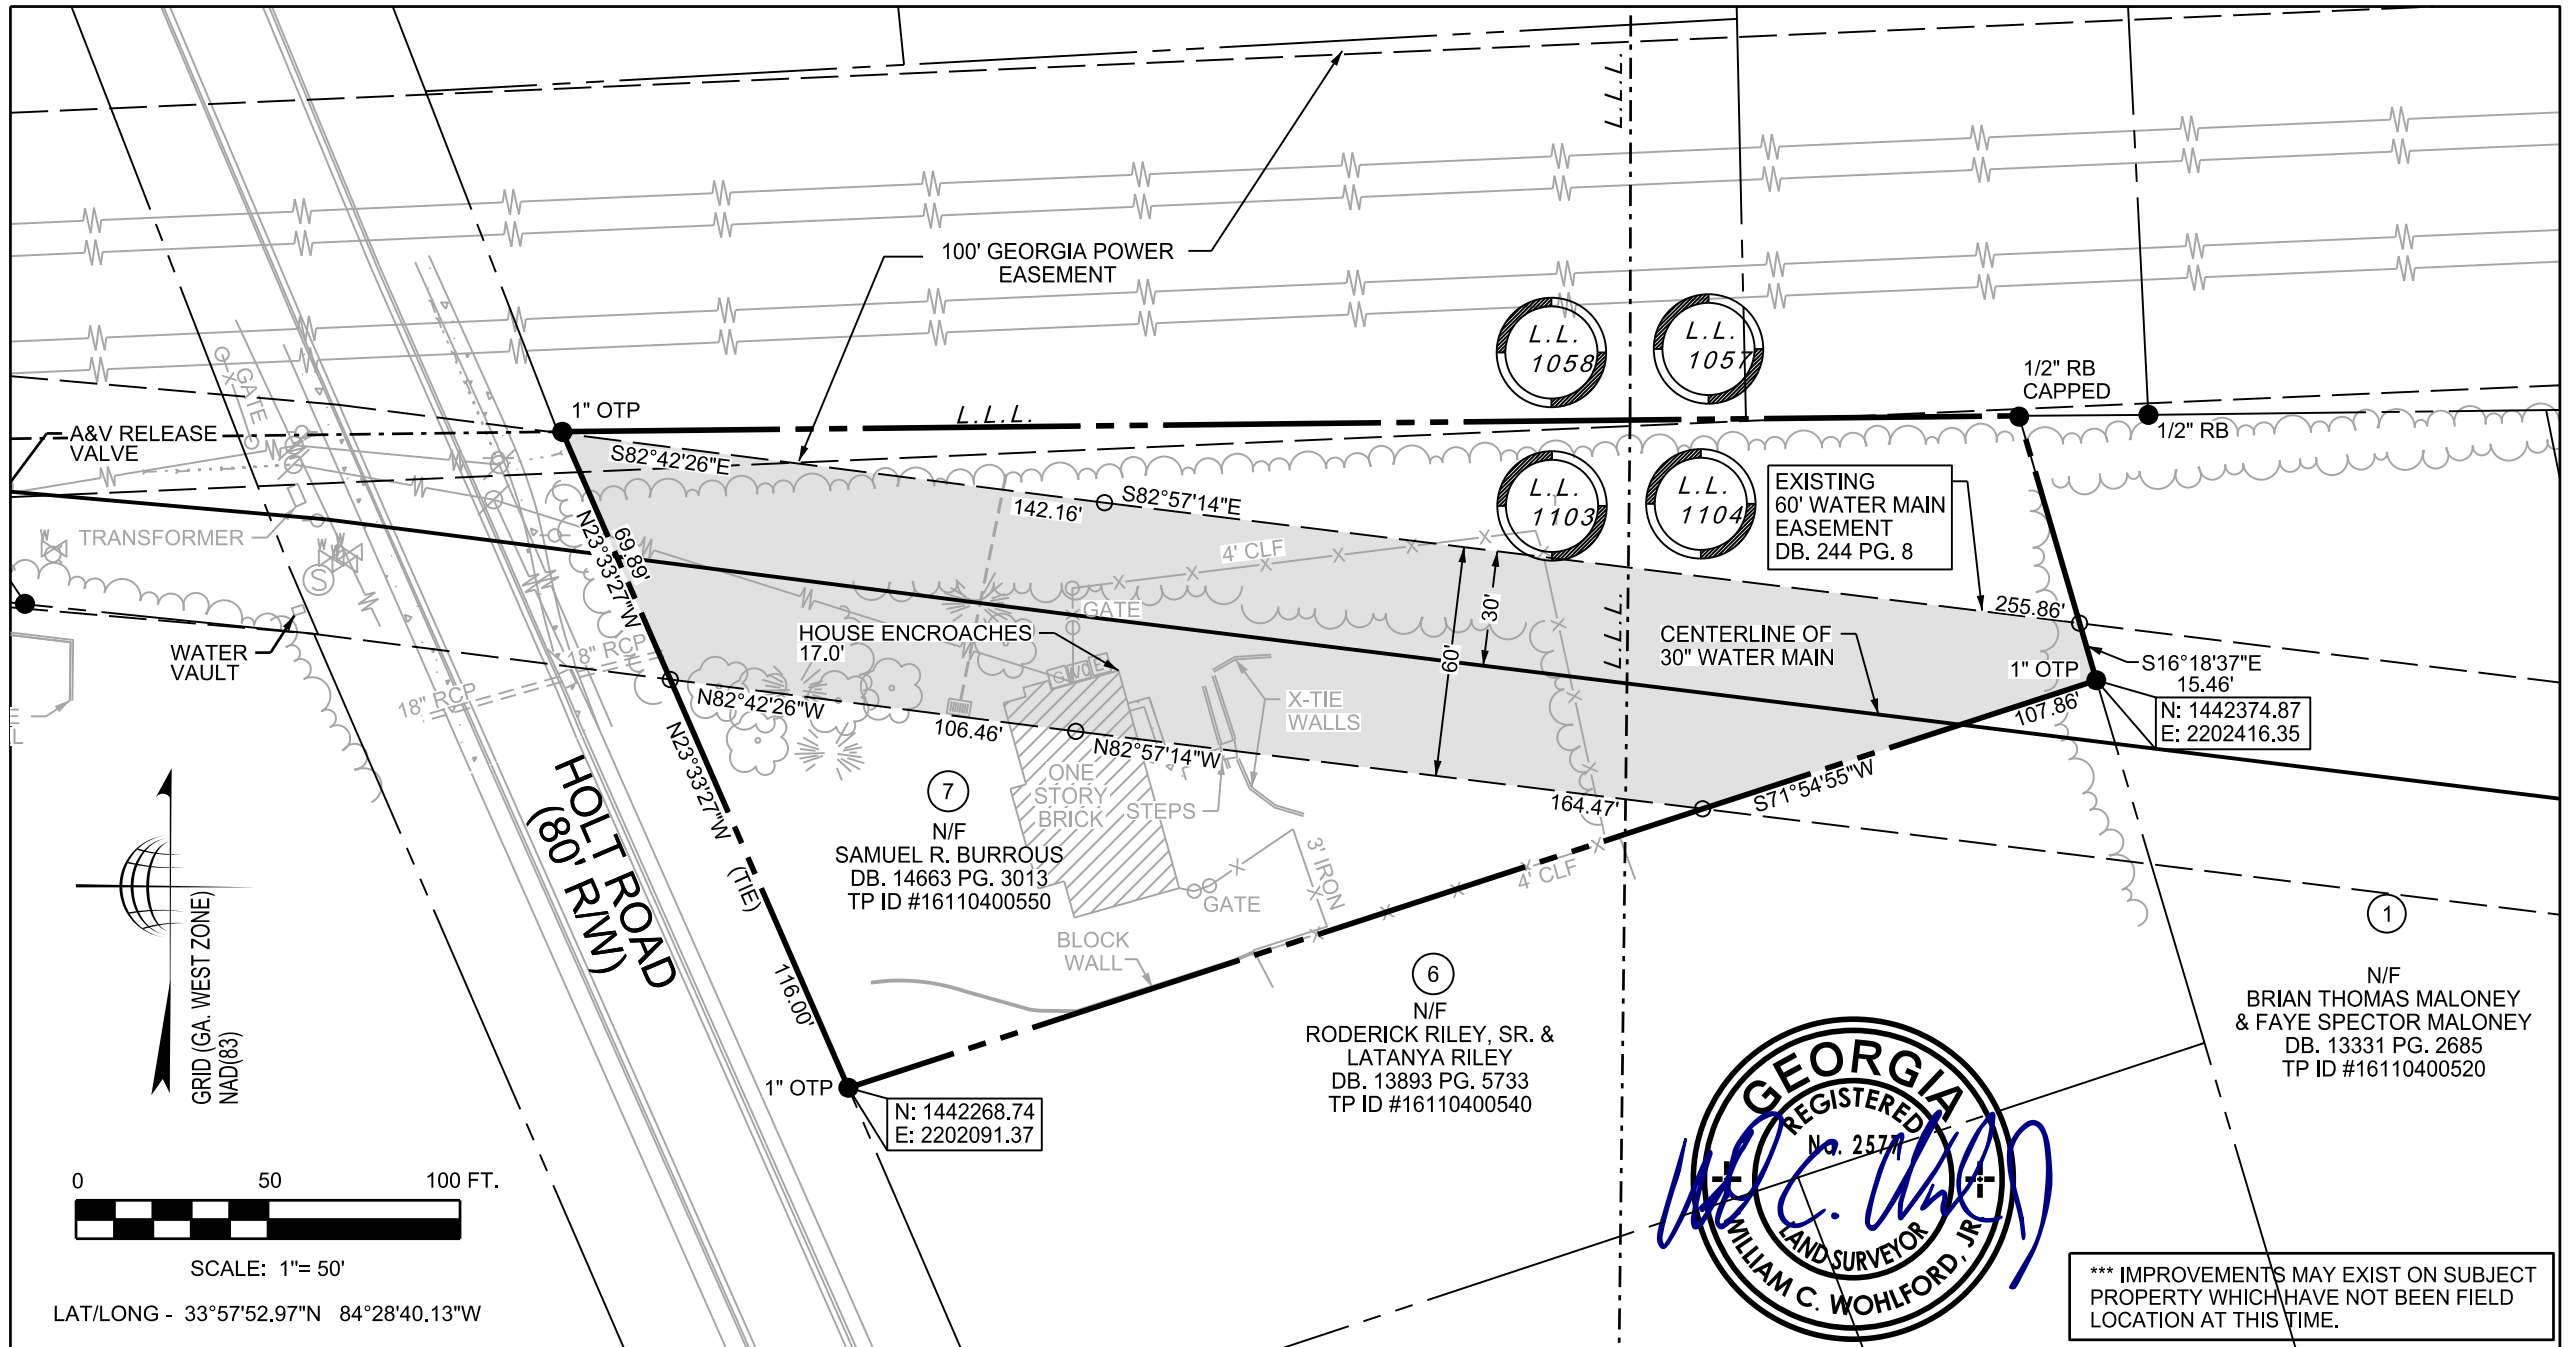 L.L.L.
100' GEORGIA POWER
EASEMENT
L.L.
1058
L.L.
1057
1/2" RB
CAPPED
1/2" RB
1" OTP
L.L.L.
GATE
A&V RELEASE
VALVE
S82°42'26"E
142.16'
S82°57'14"E
L.L.
1103
L.L.
1104
EXISTING
60' WATER MAIN
EASEMENT
DB. 244 PG. 8
TRANSFORMER
S
4' CLF
N23°33'27"W
69.89'
GATE
30'
60'
L.L.L.
255.86'
HOUSE ENCROACHES
17.0'
CENTERLINE OF
30" WATER MAIN
WATER
VAULT
18" RCP
18" RCP
1" OTP
S16°18'37"E
15.46'
N: 1442374.87
E: 2202416.35
107.86'
X-TIE
WALLS
N82°42'26"W
106.46'
N82°57'14"W
164.47'
S71°54'55"W
N23°33'27"W
(TIE)
116.00'
HOLT ROAD
(80' R/W)
ONE
STORY
BRICK
STEPS
7
N/F
SAMUEL R. BURROUS
DB. 14663 PG. 3013
TP ID #16110400550
3' IRON
4' CLF
GATE
BLOCK
WALL
GRID (GA. WEST ZONE)
NAD(83)
6
N/F
RODERICK RILEY, SR. &
LATANYA RILEY
DB. 13893 PG. 5733
TP ID #16110400540
1
N/F
BRIAN THOMAS MALONEY
& FAYE SPECTOR MALONEY
DB. 13331 PG. 2685
TP ID #16110400520
1" OTP
N: 1442268.74
E: 2202091.37
GEORGIA
REGISTERED
No. 2577
LAND SURVEYOR
WILLIAM C. WOHLFORD, JR.
0 50 100 FT.
SCALE: 1"= 50'
LAT/LONG - 33°57'52.97"N 84°28'40.13"W
*** IMPROVEMENTS MAY EXIST ON SUBJECT
PROPERTY WHICH HAVE NOT BEEN FIELD
LOCATION AT THIS TIME.